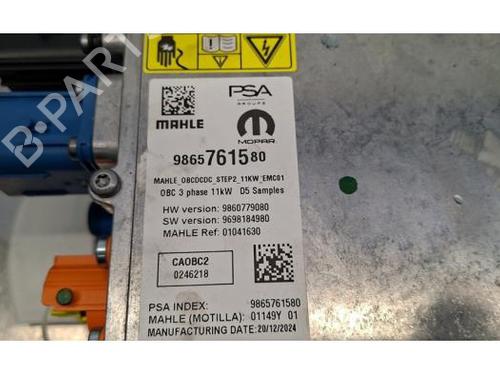 PSA
GROUPE
MAHLE
MOPAR
9865761580
MAHLE_OBCDCDC_STEP2_11KW_EMC01
OBC 3 phase 11kW D5 Samples
HW version: 9860779080
SW version: 9698184980
MAHLE Ref: 01041630
CAOBC2
0246218
PSA INDEX: 9865761580
MAHLE (MOTILLA): 01149Y 01
MANUFACTURING DATE: 20/12/2024
B-PARTS